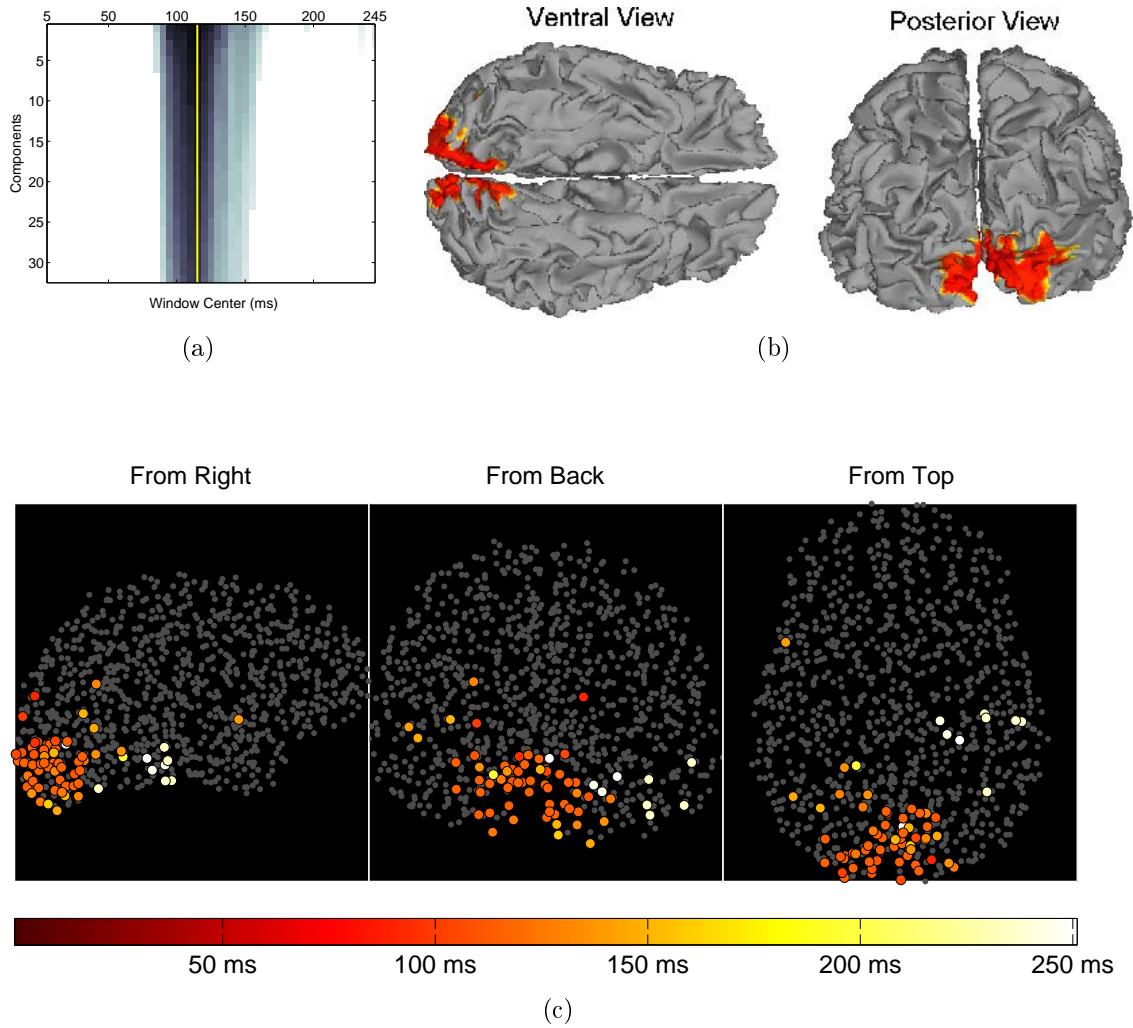 5 50 100 150 200 245
5
10
15
20
25
30
Components
Window Center (ms)
(a)
Ventral View
Posterior View
(b)
From Right
From Back
From Top
50 ms
100 ms
150 ms
200 ms
250 ms
(c)